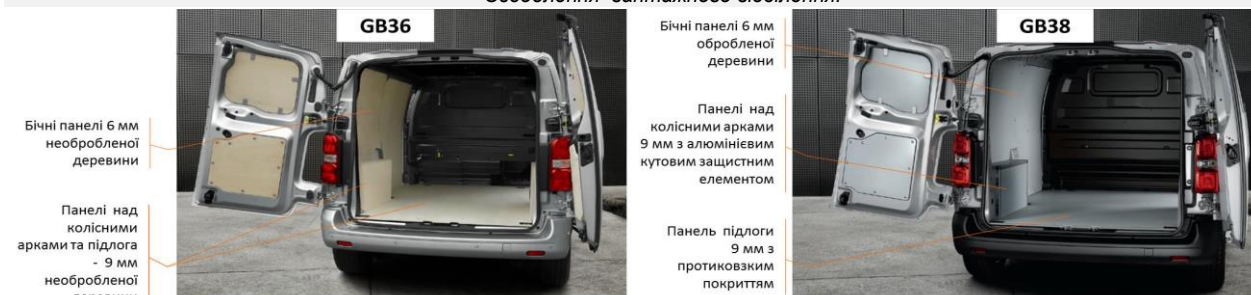 GB36
Бічні панелі 6 мм
необробленої
деревини
Панелі над
колісними
арками та підлога
- 9 мм
необробленої
GB38
Бічні панелі 6 мм
обробленої
деревини
Панелі над
колісними арками
9 мм з алюмінієвим
кутовим защистним
елементом
Панель підлоги
9 мм з
протиковзким
покриттям